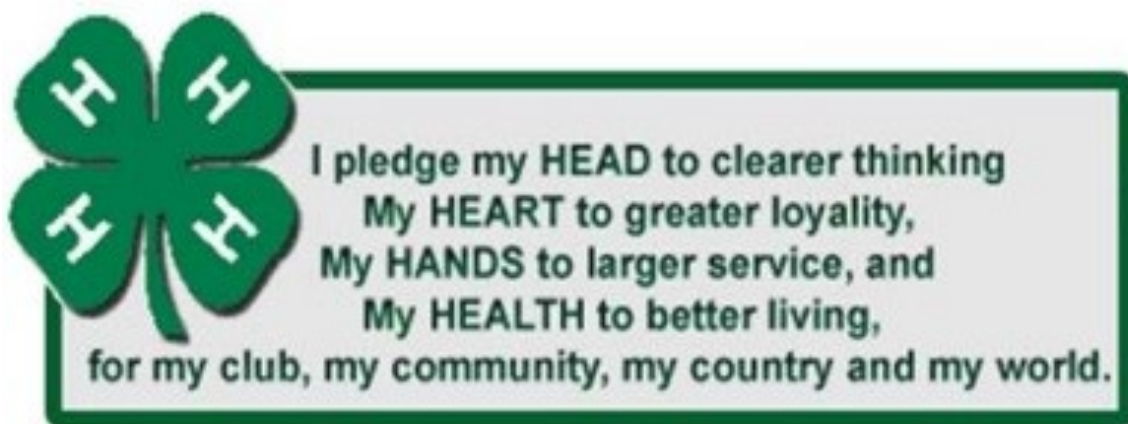 H H
H H
I pledge my HEAD to clearer thinking
My HEART to greater loyality,
My HANDS to larger service, and
My HEALTH to better living,
for my club, my community, my country and my world.